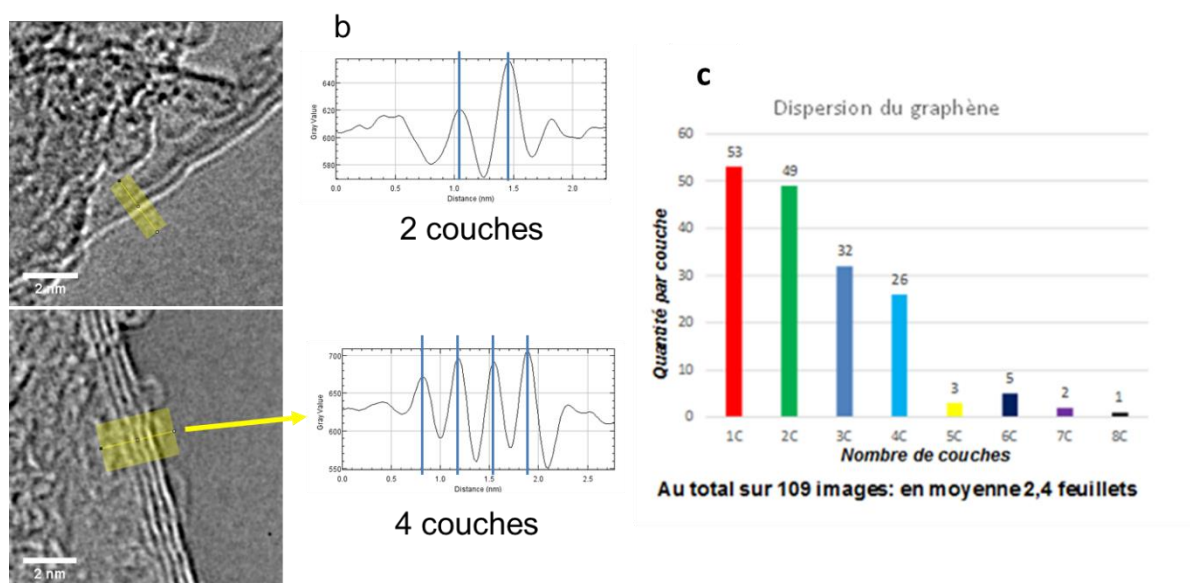 b
2 nm
640
620
600
580
Gray Value
0.0
0.5
1.0
1.5
2.0
Distance (nm)
2 couches
2 nm
700
650
600
550
Gray Value
0.0
0.5
1.0
1.5
2.0
2.5
Distance (nm)
4 couches
c
Dispersion du graphène
Quantité par couche
60
50
40
30
20
10
0
53
49
32
26
3
5
2
1
1C
2C
3C
4C
5C
6C
7C
8C
Nombre de couches
Au total sur 109 images: en moyenne 2,4 feuillets